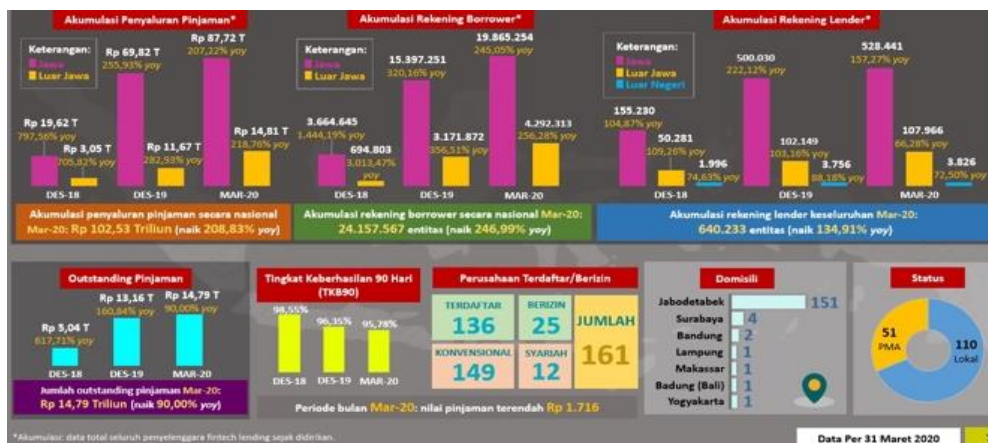 Akumulasi Penyaluran Pinjaman*
Keterangan:
Jawa
Luar Jawa
Rp 19,62 T
797,56% yoy
Rp 3,05 T
705,82% yoy
Rp 69,82 T
255,93% yoy
Rp 11,67 T
282,93% yoy
Rp 87,72 T
207,22% yoy
Rp 14,81 T
218,76% yoy
DES-18
DES-19
MAR-20
Akumulasi penyaluran pinjaman secara nasional
Mar-20: Rp 102,53 Triliun (naik 208,83% yoy)
Akumulasi Rekening Borrower*
Keterangan:
Jawa
Luar Jawa
3.664.645
1.444,19% yoy
694.803
3.013,47%
yoy
15.397.251
320,16% yoy
3.171.872
356,51% yoy
19.865.254
245,05% yoy
4.292.313
256,28% yoy
DES-18
DES-19
MAR-20
Akumulasi rekening borrower secara nasional Mar-20:
24.157.567 entitas (naik 246,99% yoy)
Akumulasi Rekening Lender*
Keterangan:
Jawa
Luar Jawa
Luar Negeri
155.230
104,87% yoy
50.281
109,26% yoy
1.996
74,63% yoy
500.030
222,12% yoy
102.149
103,16% yoy
3.756
88,18% yoy
528.441
157,27% yoy
107.966
66,28% yoy
3.826
72,50% yoy
DES-18
DES-19
MAR-20
Akumulasi rekening lender keseluruhan Mar-20:
640.233 entitas (naik 134,91% yoy)
Outstanding Pinjaman
Rp 5,04 T
617,71% yoy
Rp 13,16 T
160,84% yoy
Rp 14,79 T
90,00% yoy
DES-18
DES-19
MAR-20
Jumlah outstanding pinjaman Mar-20:
Rp 14,79 Triliun (naik 90,00% yoy)
Tingkat Keberhasilan 90 Hari
(TKB90)
98,55%
96,35%
95,78%
DES-18
DES-19
MAR-20
Perusahaan Terdaftar/Berizin
TERDAFTAR
136
BERIZIN
25
JUMLAH
161
KONVENSIONAL
149
SYARIAH
12
Periode bulan Mar-20: nilai pinjaman terendah Rp 1.716
Domisili
Jabodetabek 151
Surabaya 4
Bandung 2
Lampung 1
Makassar 1
Badung (Bali) 1
Yogyakarta 1
Status
51
PMA
110
Lokal
*Akumulasi: data total seluruh penyelenggara fintech lending sejak didirikan.
Data Per 31 Maret 2020